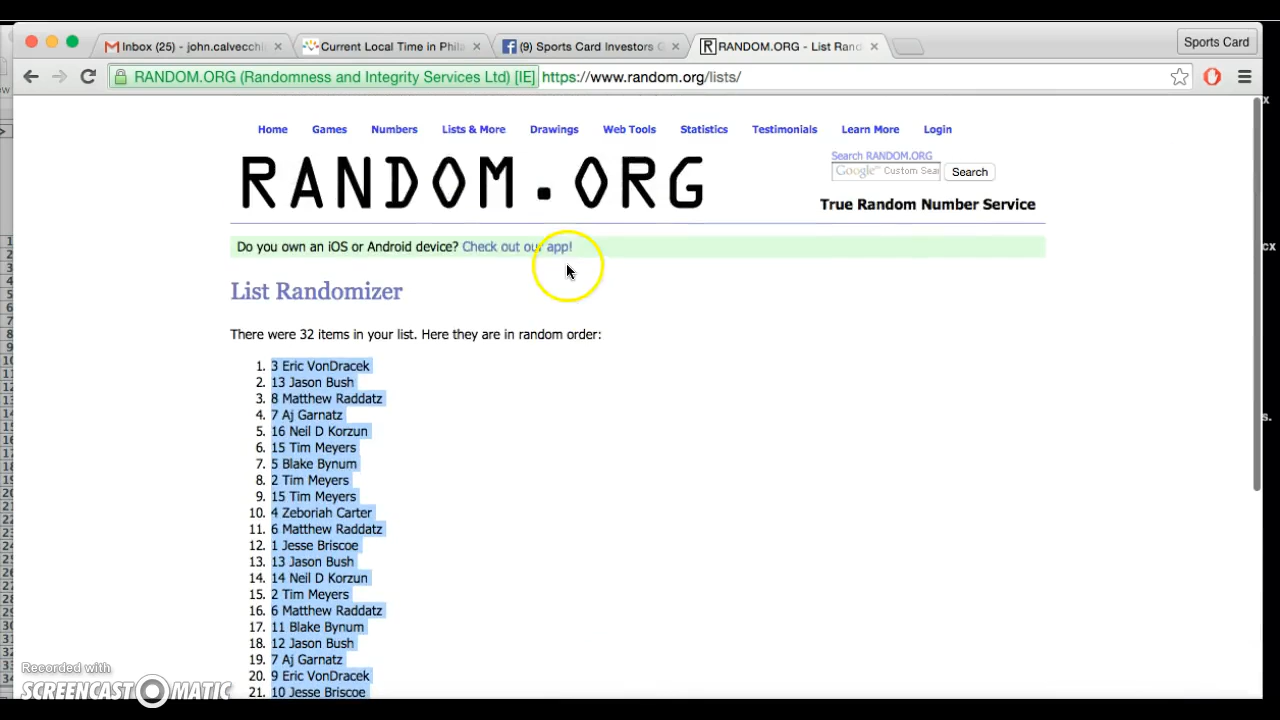 Inbox (25) - john.calvecchi
Current Local Time in Phila
(9) Sports Card Investors G
RANDOM.ORG - List Rand
Sports Card
RANDOM.ORG (Randomness and Integrity Services Ltd) [IE] https://www.random.org/lists/
Home Games Numbers Lists & More Drawings Web Tools Statistics Testimonials Learn More Login
RANDOM.ORG
Search RANDOM.ORG
Google™ Custom Sear
Search
True Random Number Service
Do you own an iOS or Android device? Check out our app!
List Randomizer
There were 32 items in your list. Here they are in random order:
1. 3 Eric VonDracek
2. 13 Jason Bush
3. 8 Matthew Raddatz
4. 7 Aj Garnatz
5. 16 Neil D Korzun
6. 15 Tim Meyers
7. 5 Blake Bynum
8. 2 Tim Meyers
9. 15 Tim Meyers
10. 4 Zeboriah Carter
11. 6 Matthew Raddatz
12. 1 Jesse Briscoe
13. 13 Jason Bush
14. 14 Neil D Korzun
15. 2 Tim Meyers
16. 6 Matthew Raddatz
17. 11 Blake Bynum
18. 12 Jason Bush
19. 7 Aj Garnatz
20. 9 Eric VonDracek
21. 10 Jesse Briscoe
Recorded with
SCREENCAST-O-MATIC